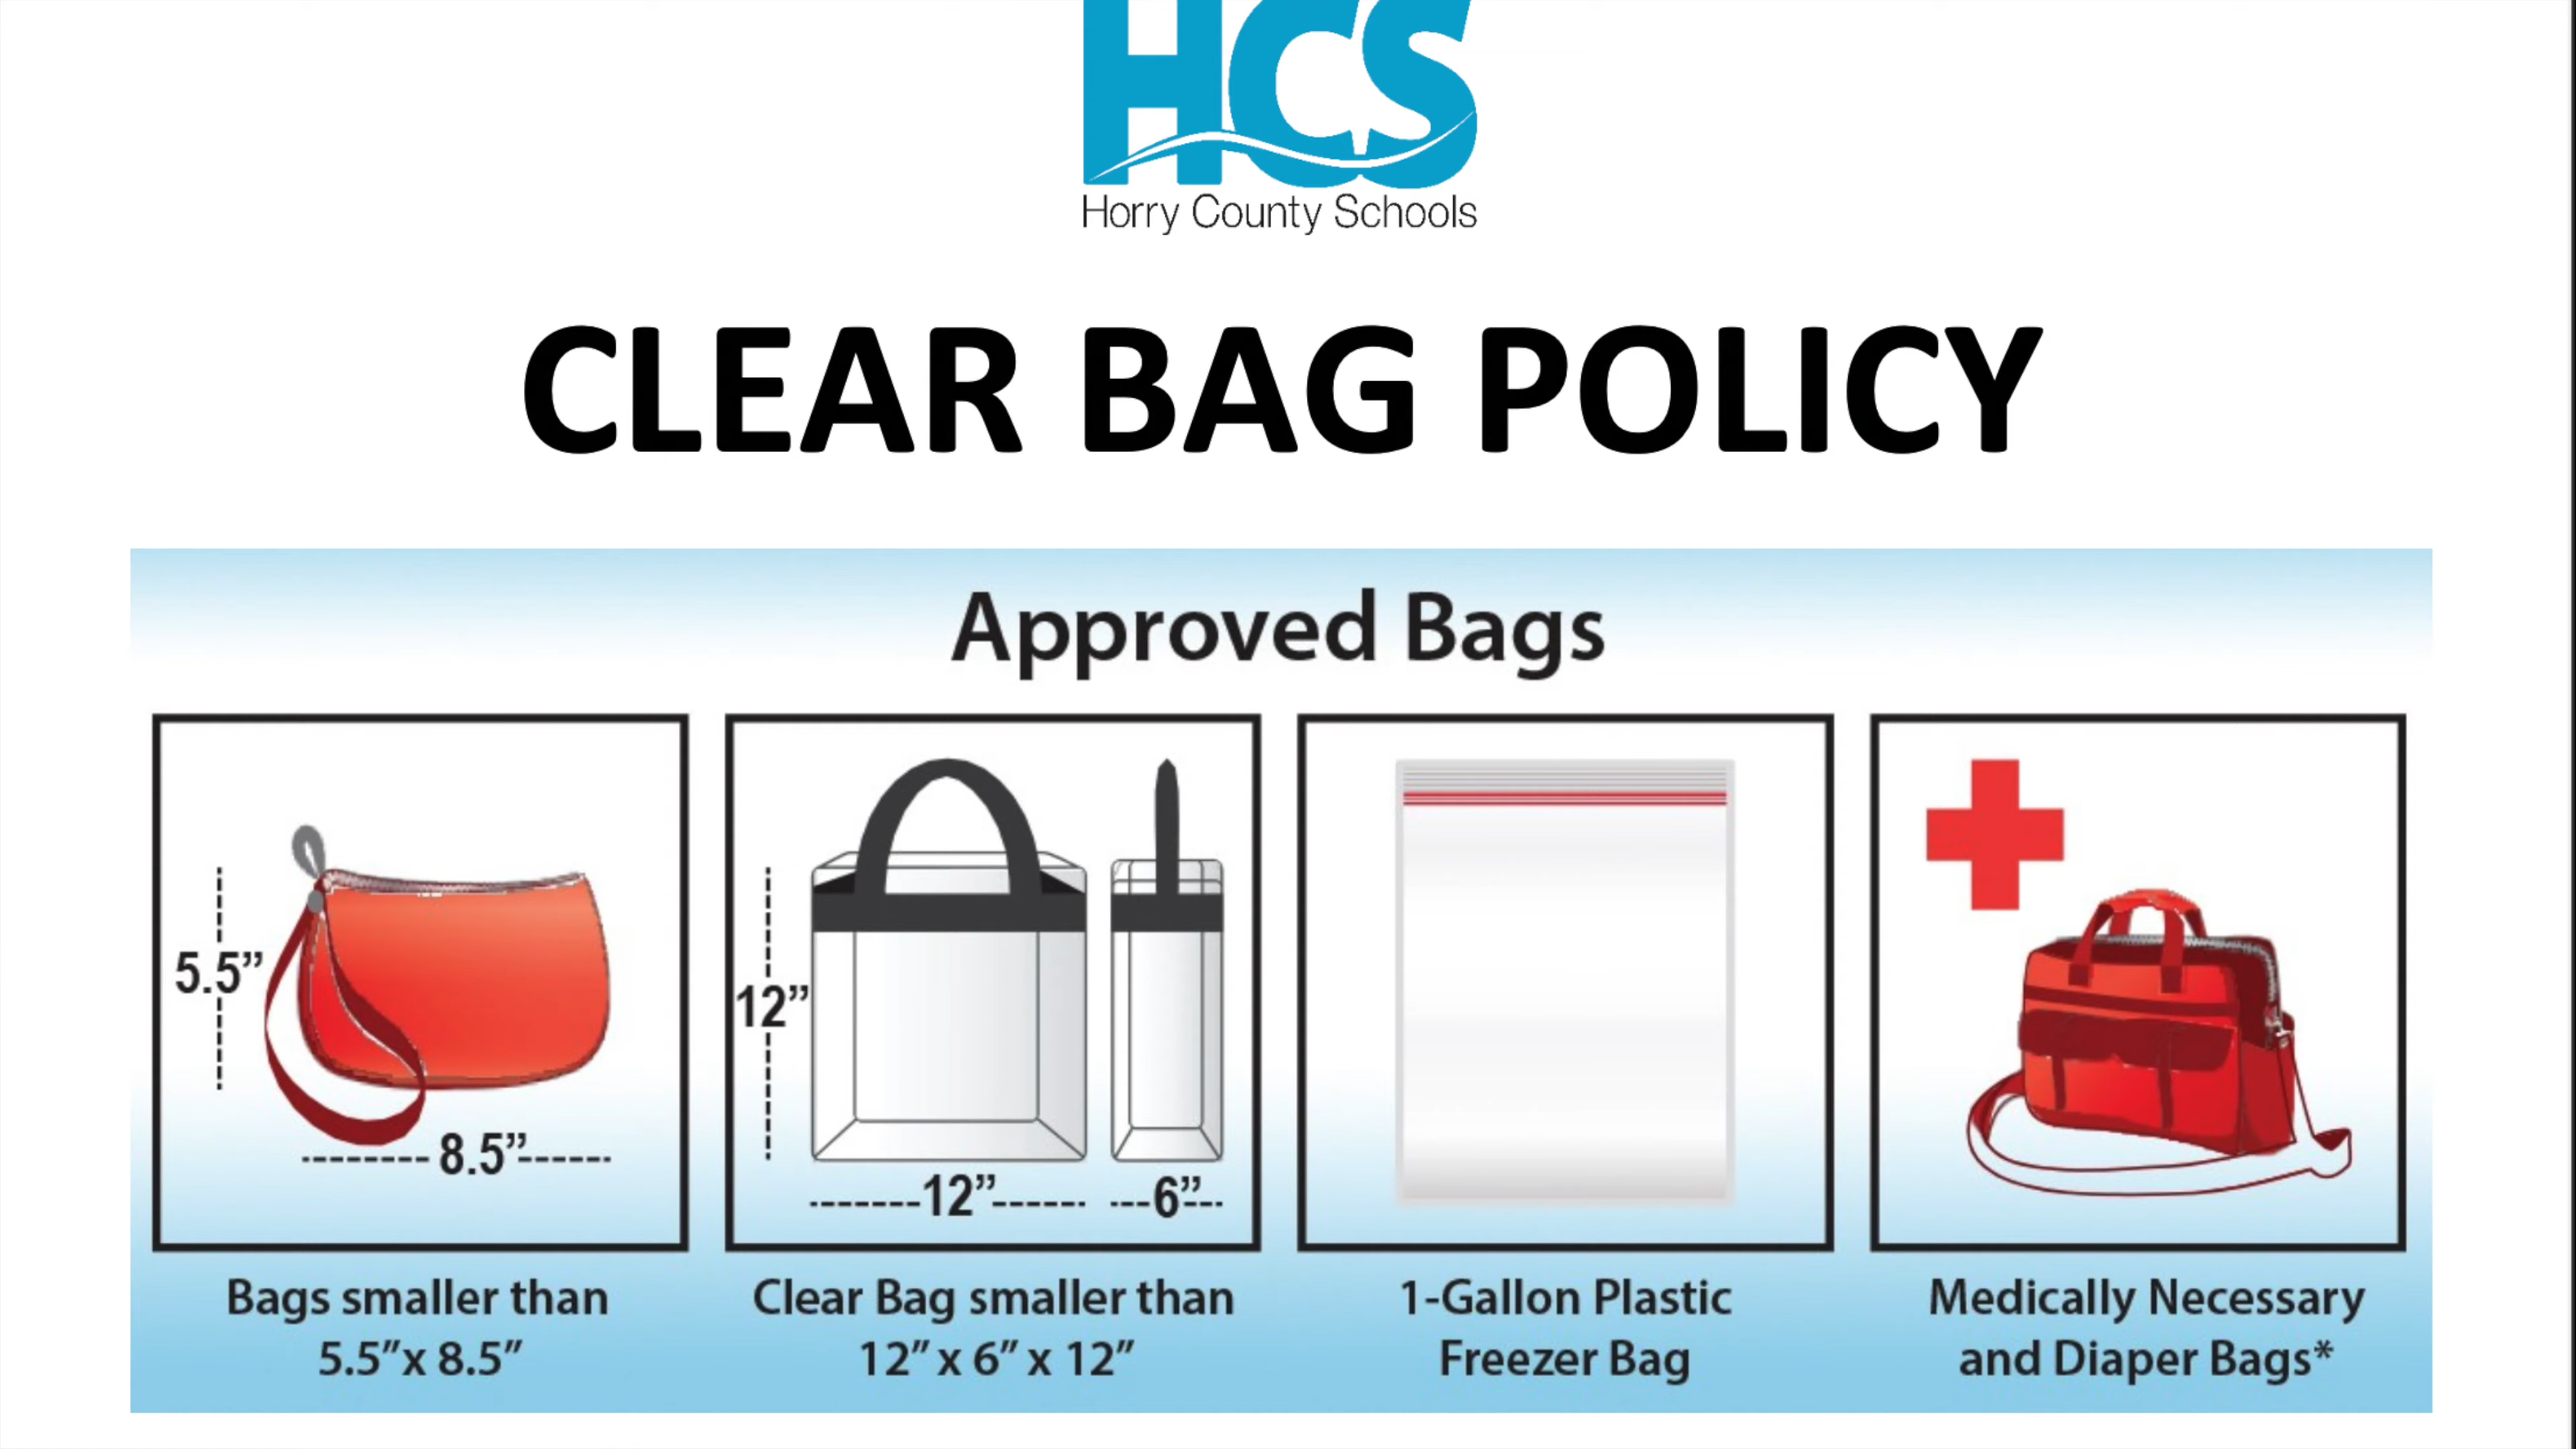 HCS
Horry County Schools
CLEAR BAG POLICY
Approved Bags
5.5”
8.5”
12”
12”
6”
Bags smaller than
5.5” x 8.5”
Clear Bag smaller than
12” x 6” x 12”
1-Gallon Plastic
Freezer Bag
Medically Necessary
and Diaper Bags*